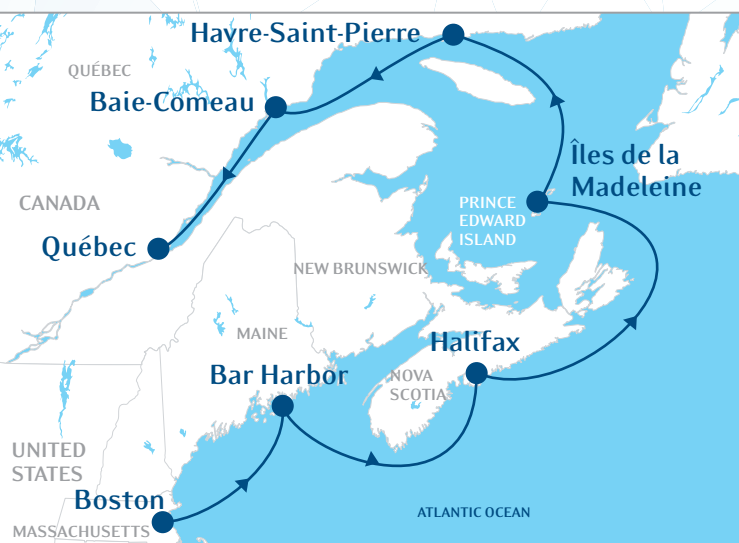 Havre-Saint-Pierre
QUÉBEC
Baie-Comeau
Îles de la
Madeleine
CANADA
PRINCE
EDWARD
ISLAND
Québec
NEW BRUNSWICK
MAINE
Halifax
Bar Harbor
NOVA
SCOTIA
UNITED
STATES
Boston
ATLANTIC OCEAN
MASSACHUSETTS